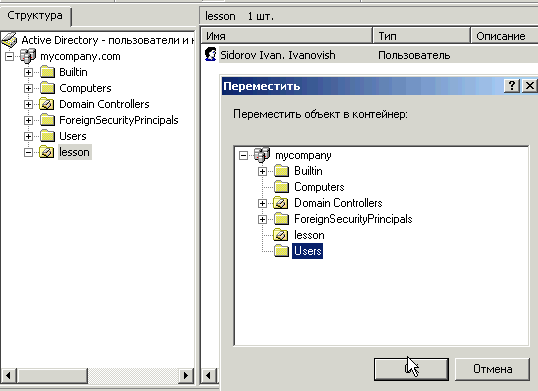 Структура
Active Directory - пользователи и к
mycompany.com
Builtin
Computers
Domain Controllers
ForeignSecurityPrincipals
Users
lesson
lesson 1 шт.
Имя Тип Описание
Sidorov Ivan. Ivanovish Пользователь
Переместить
Переместить объект в контейнер:
mycompany
Builtin
Computers
Domain Controllers
ForeignSecurityPrincipals
lesson
Users
Отмена